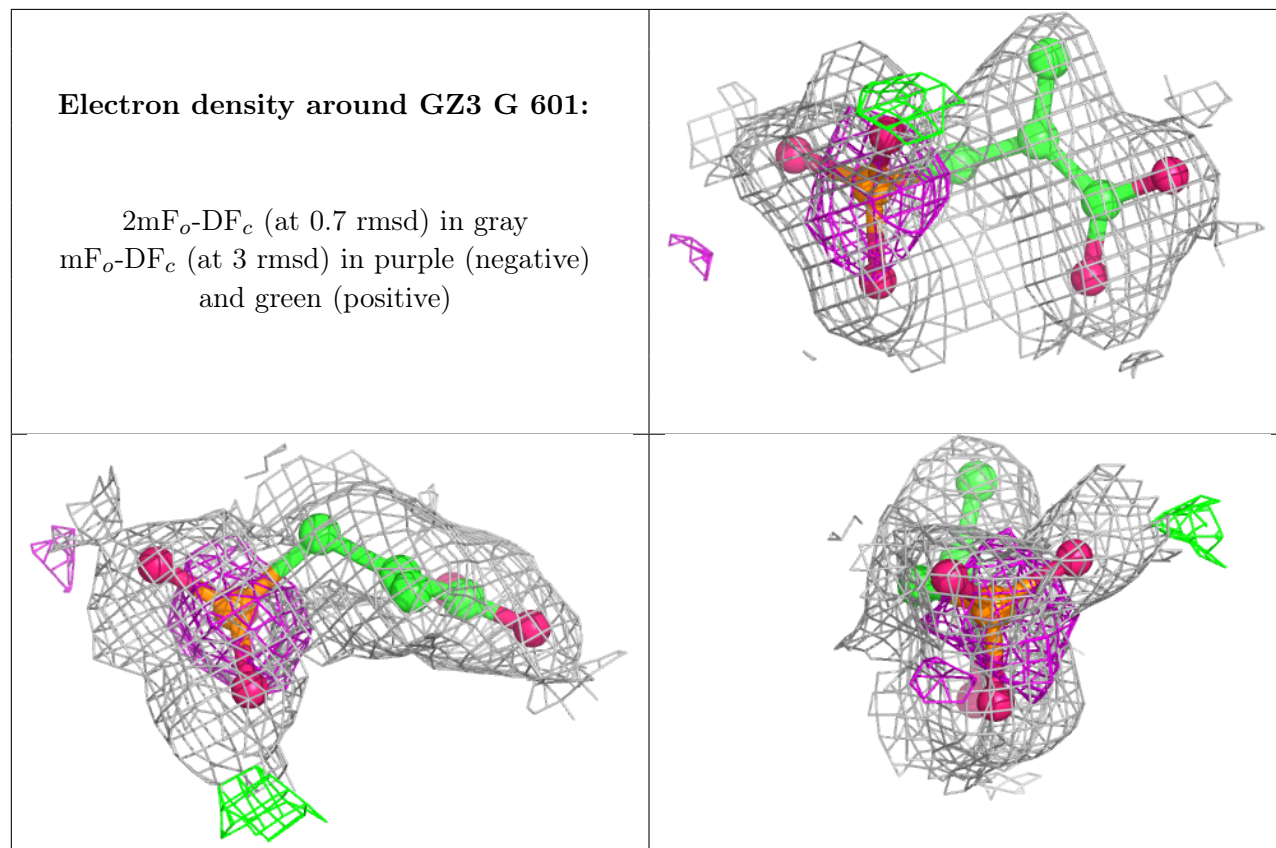 Electron density around GZ3 G 601:
2mFo-DFc (at 0.7 rmsd) in gray
mFo-DFc (at 3 rmsd) in purple (negative)
and green (positive)